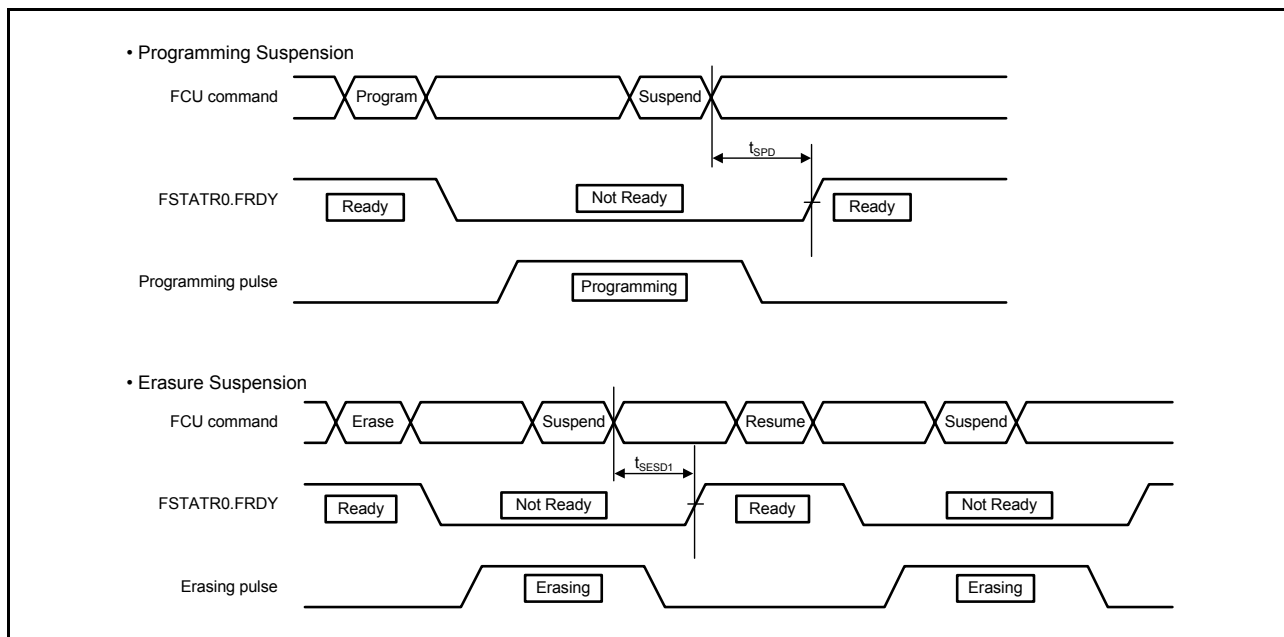 • Programming Suspension
FCU command
Program
Suspend
tSPD
FSTATR0.FRDY
Ready
Not Ready
Ready
Programming pulse
Programming
• Erasure Suspension
FCU command
Erase
Suspend
Resume
Suspend
tSESD1
FSTATR0.FRDY
Ready
Not Ready
Ready
Not Ready
Erasing pulse
Erasing
Erasing